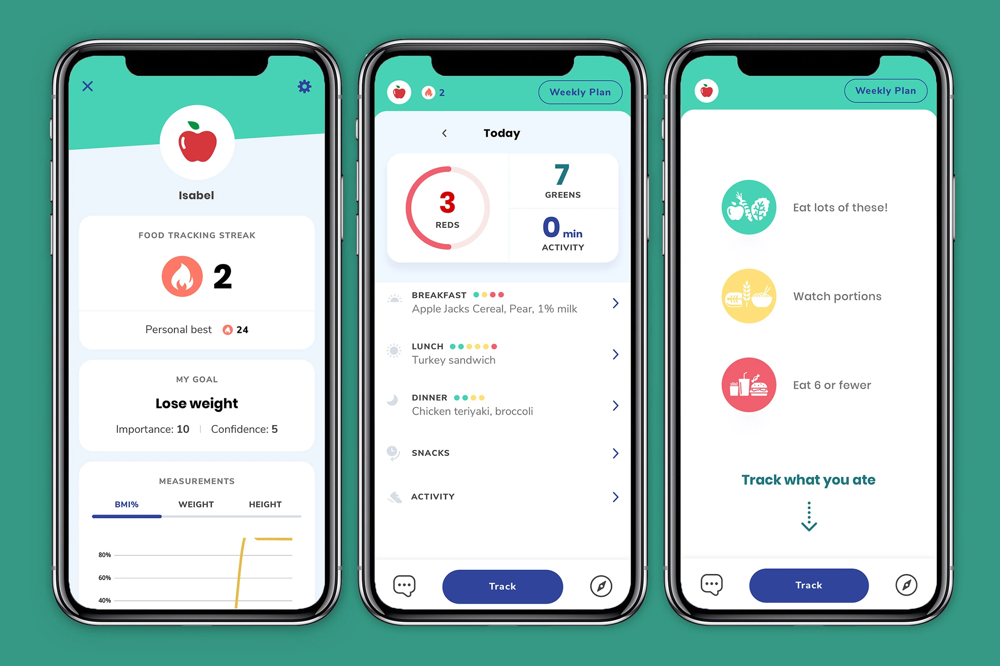 Isabel
FOOD TRACKING STREAK
2
Personal best 24
MY GOAL
Lose weight
Importance: 10 | Confidence: 5
MEASUREMENTS
BMI% WEIGHT HEIGHT
80%
60%
40%
2 Weekly Plan
Today
3
REDS
7
GREENS
0 min
ACTIVITY
BREAKFAST
Apple Jacks Cereal, Pear, 1% milk
LUNCH
Turkey sandwich
DINNER
Chicken teriyaki, broccoli
SNACKS
ACTIVITY
Track
Weekly Plan
Eat lots of these!
Watch portions
Eat 6 or fewer
Track what you ate
Track